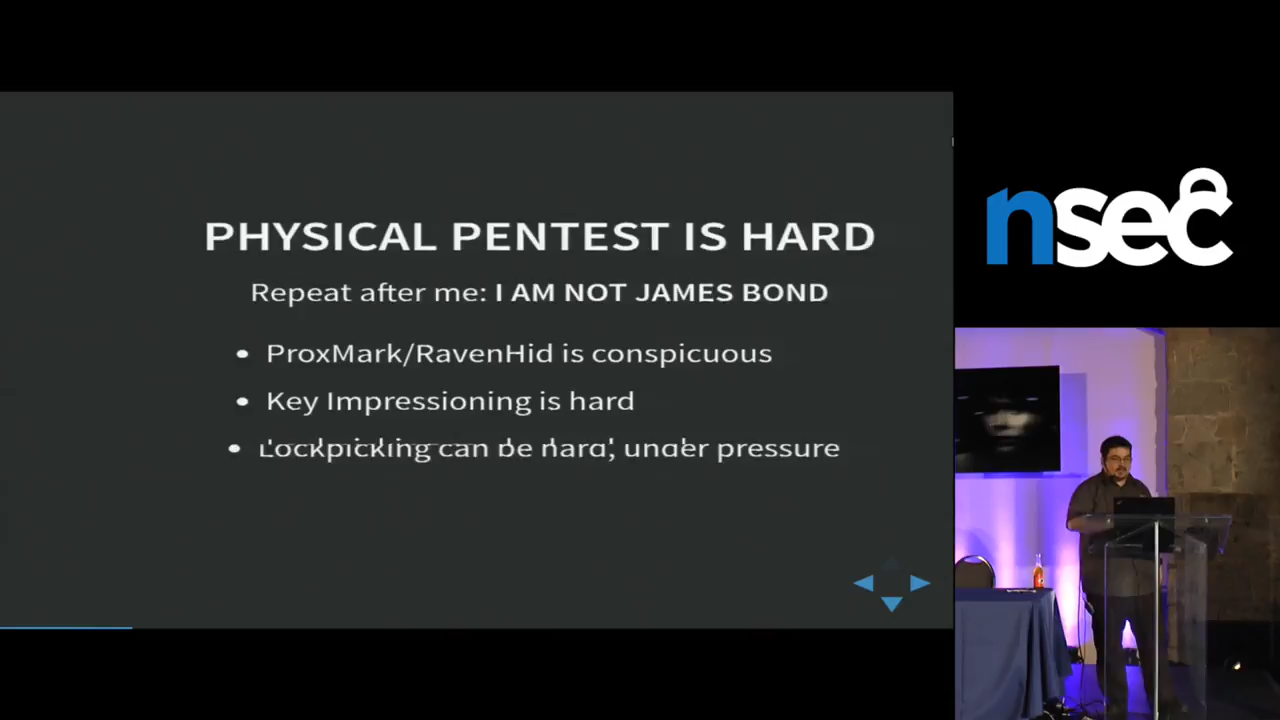 PHYSICAL PENTEST IS HARD
Repeat after me: I AM NOT JAMES BOND
ProxMark/RavenHid is conspicuous
Key Impressioning is hard
Lockpicking can be hard, under pressure
nsec